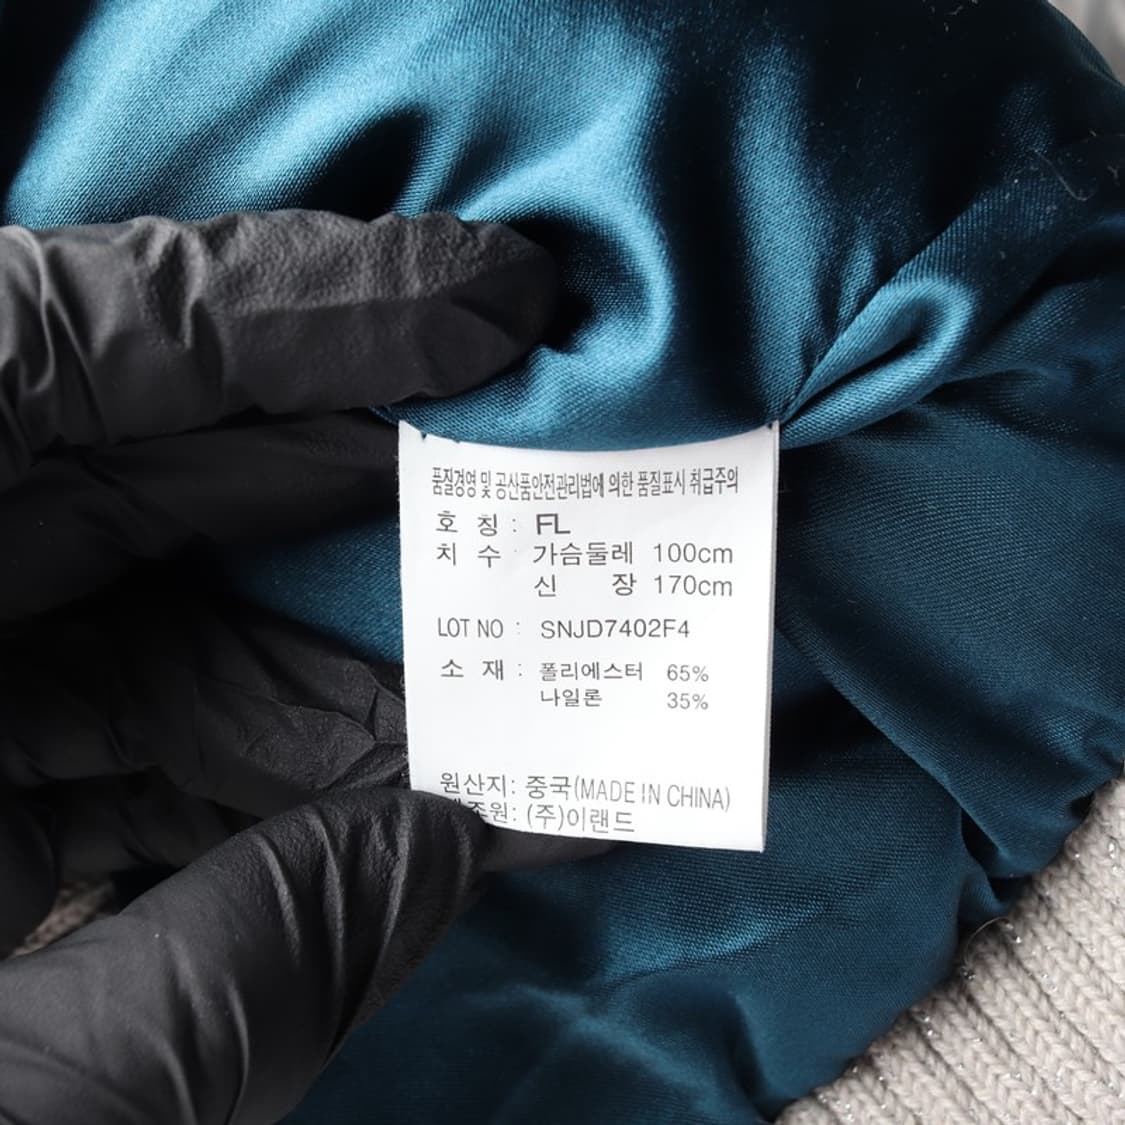 품질경영 및 공산품안전관리법에 의한 품질표시 취급주의
호 칭 : FL
치 수 : 가슴둘레 100cm
신 장 170cm
LOT NO : SNJD7402F4
소 재 : 폴리에스터 65%
나일론 35%
원산지: 중국(MADE IN CHINA)
제조원: (주)이랜드